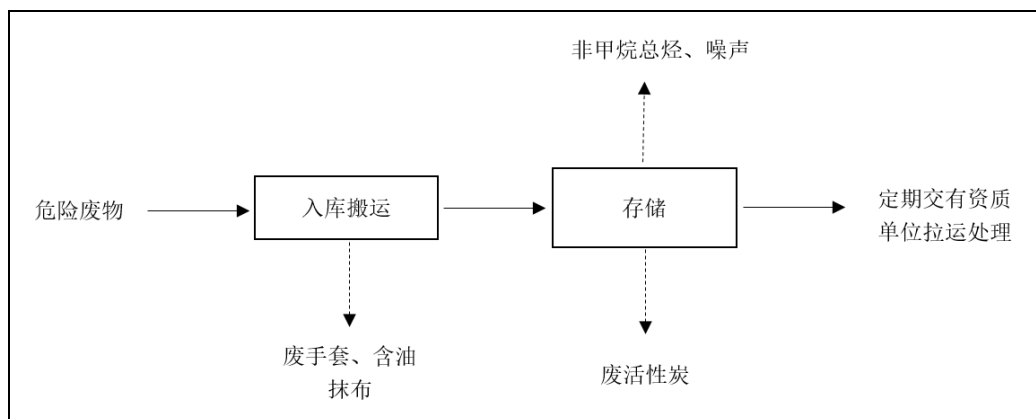 非甲烷总烃、噪声
危险废物
入库搬运
存储
定期交有资质
单位拉运处理
废手套、含油
抹布
废活性炭